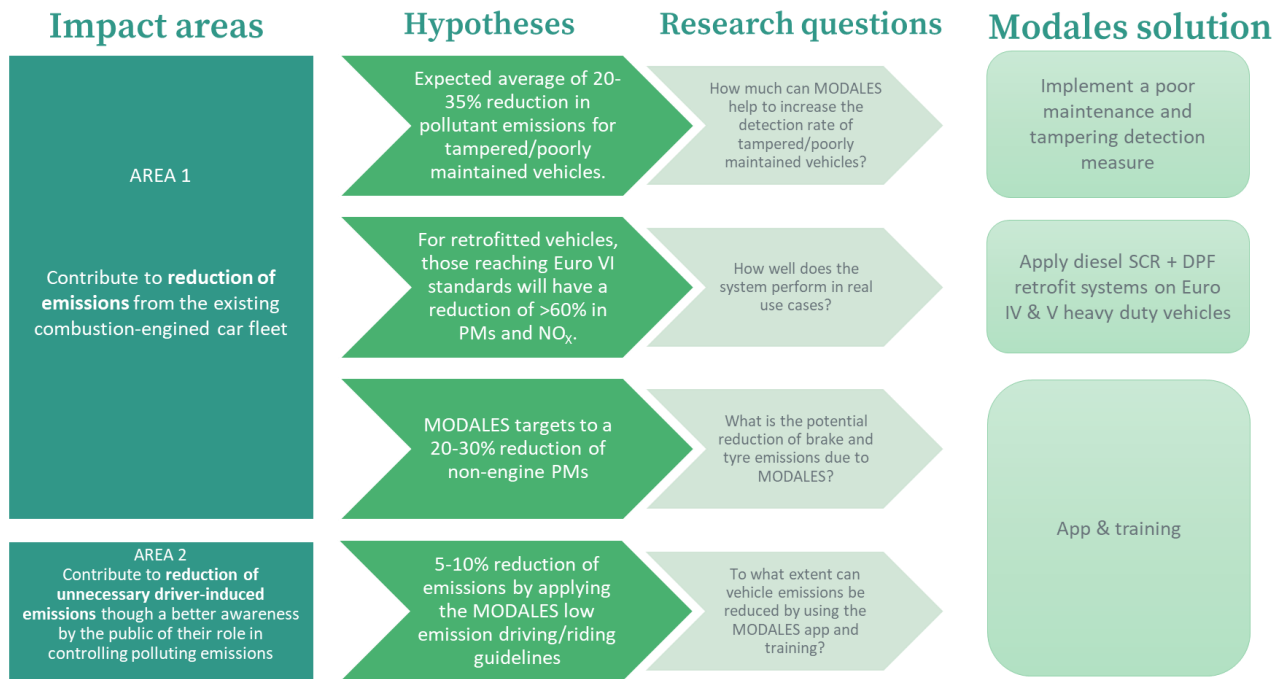 Impact areas
Hypotheses
Research questions
Modales solution
AREA 1
Contribute to reduction of
emissions from the existing
combustion-engined car fleet
Expected average of 20-
35% reduction in
pollutant emissions for
tampered/poorly
maintained vehicles.
How much can MODALES
help to increase the
detection rate of
tampered/poorly
maintained vehicles?
Implement a poor
maintenance and
tampering detection
measure
For retrofitted vehicles,
those reaching Euro VI
standards will have a
reduction of >60% in
PMs and NOX.
How well does the
system perform in real
use cases?
Apply diesel SCR + DPF
retrofit systems on Euro
IV & V heavy duty vehicles
MODALES targets to a
20-30% reduction of
non-engine PMs
What is the potential
reduction of brake and
tyre emissions due to
MODALES?
App & training
AREA 2
Contribute to reduction of
unnecessary driver-induced
emissions though a better awareness
by the public of their role in
controlling polluting emissions
5-10% reduction of
emissions by applying
the MODALES low
emission driving/riding
guidelines
To what extent can
vehicle emissions be
reduced by using the
MODALES app and
training?